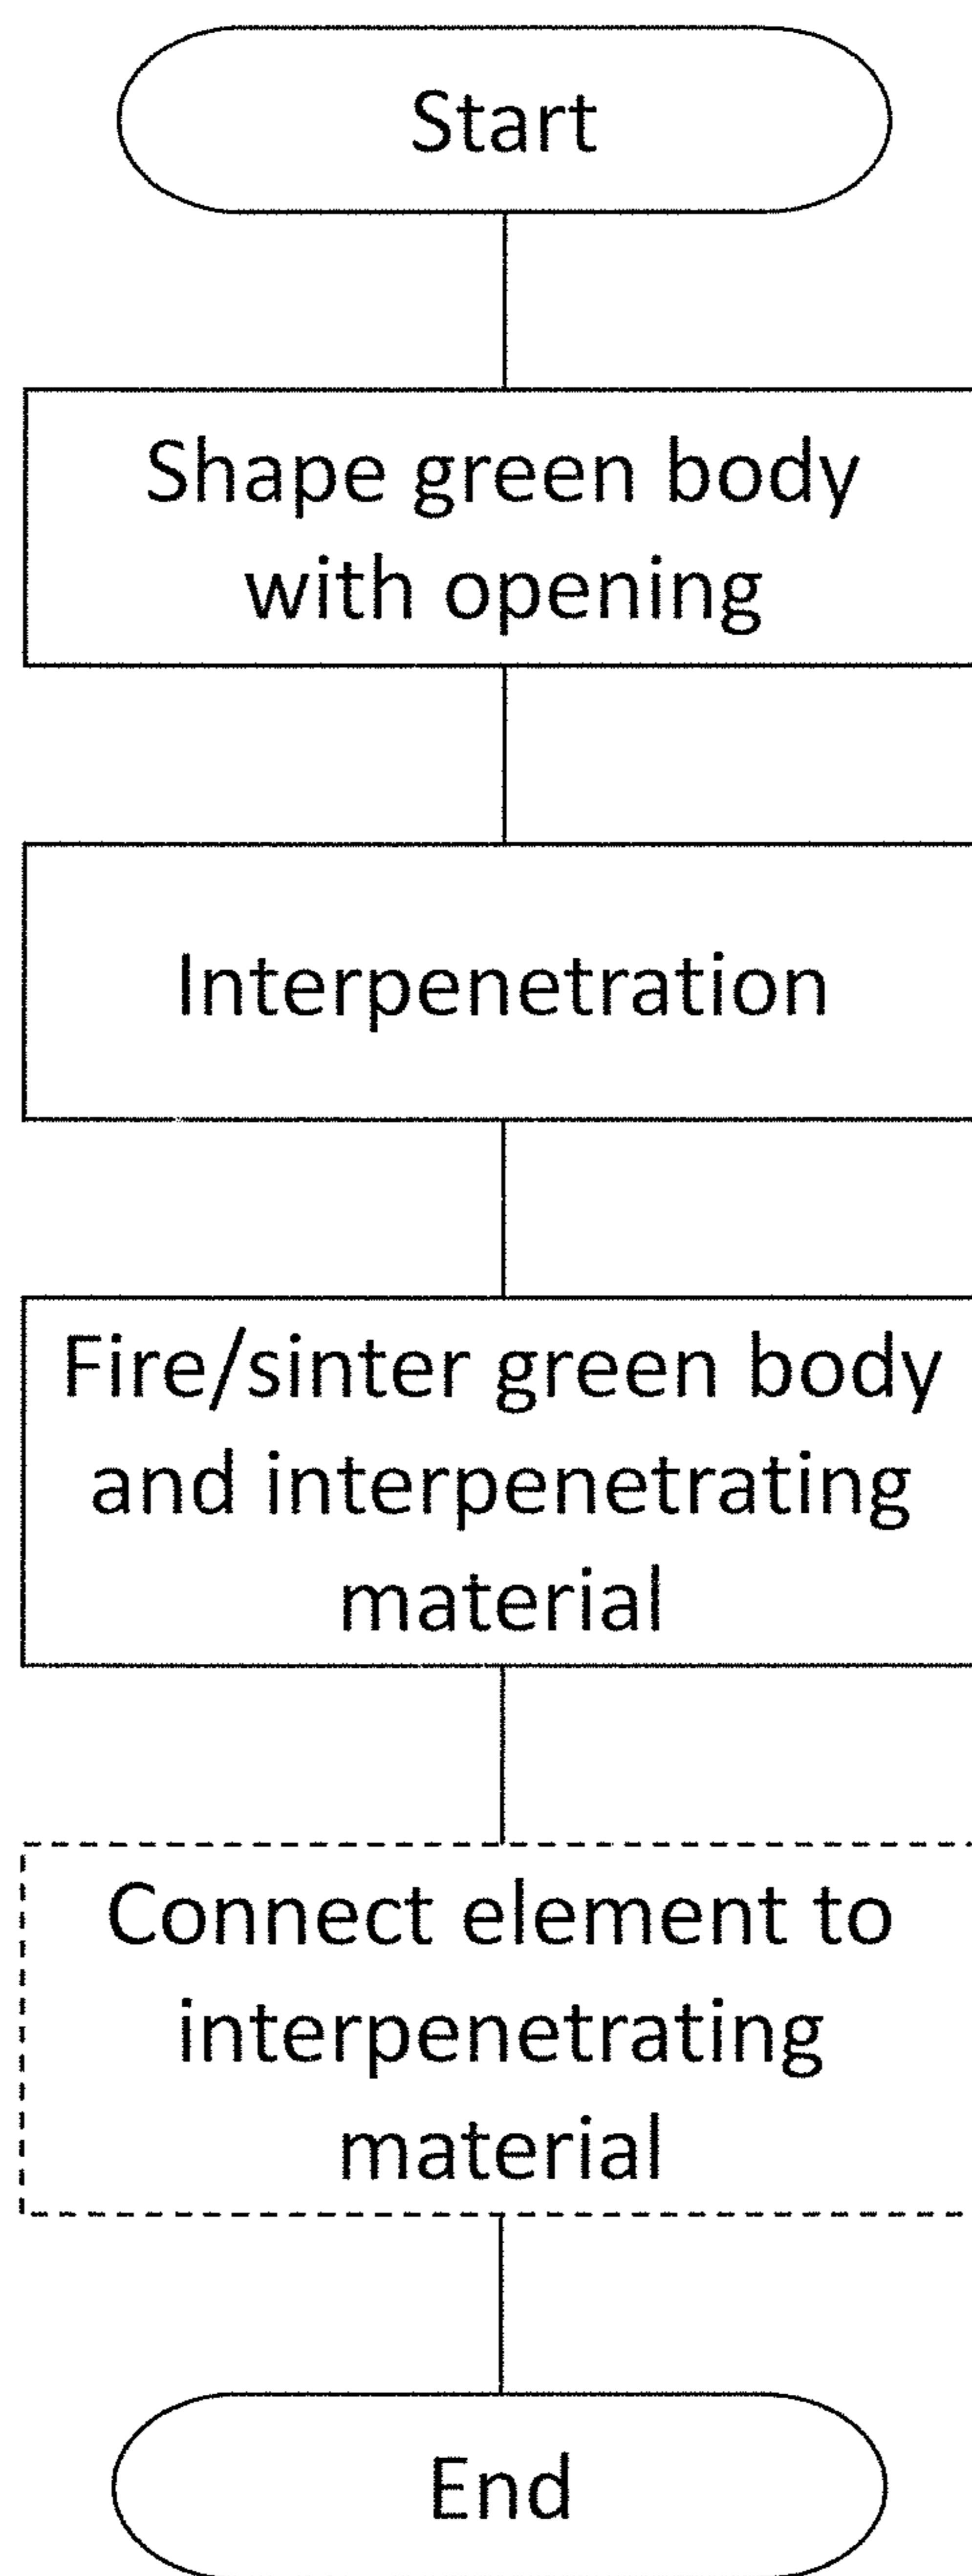 Start
Shape green body
with opening
Interpenetration
Fire/sinter green body
and interpenetrating
material
Connect element to
interpenetrating
material
End